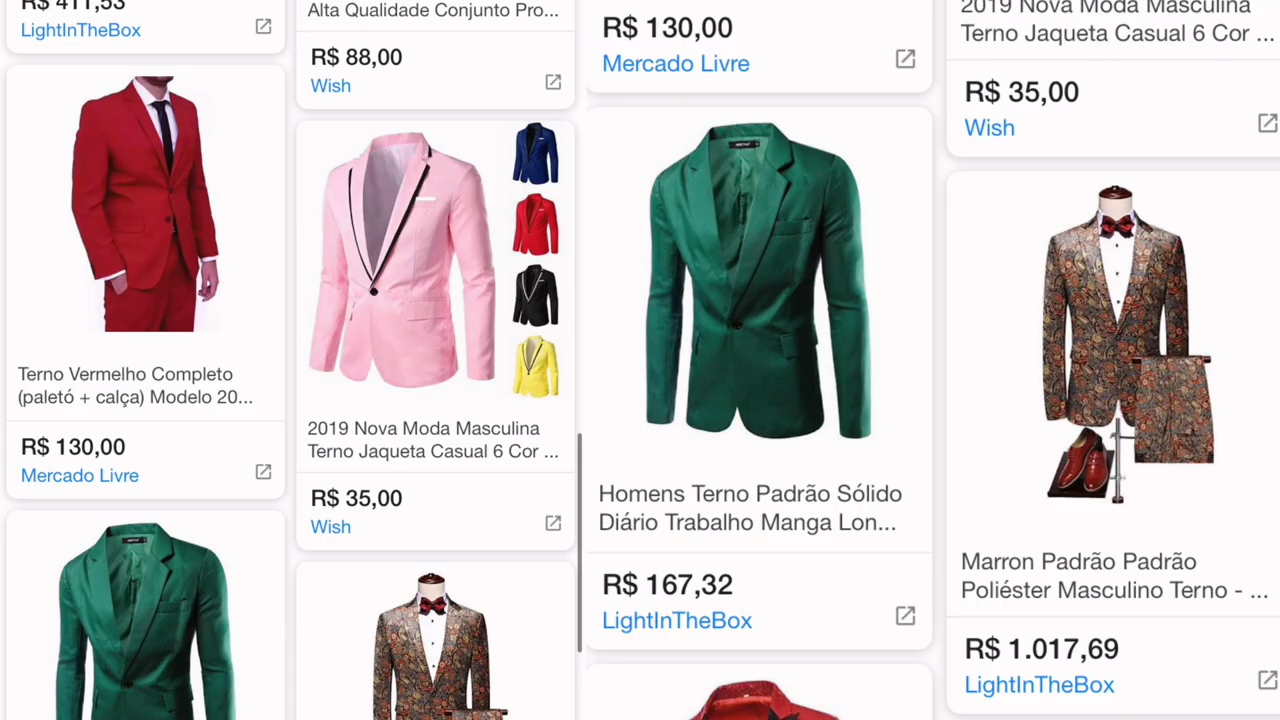 R$ 411,53
LightInTheBox
Terno Vermelho Completo
(paletó + calça) Modelo 20...
R$ 130,00
Mercado Livre
Alta Qualidade Conjunto Pro...
R$ 88,00
Wish
2019 Nova Moda Masculina
Terno Jaqueta Casual 6 Cor ...
R$ 35,00
Wish
R$ 130,00
Mercado Livre
Homens Terno Padrão Sólido
Diário Trabalho Manga Lon...
R$ 167,32
LightInTheBox
2019 Nova Moda Masculina
Terno Jaqueta Casual 6 Cor ...
R$ 35,00
Wish
Marron Padrão Padrão
Poliéster Masculino Terno - ...
R$ 1.017,69
LightInTheBox